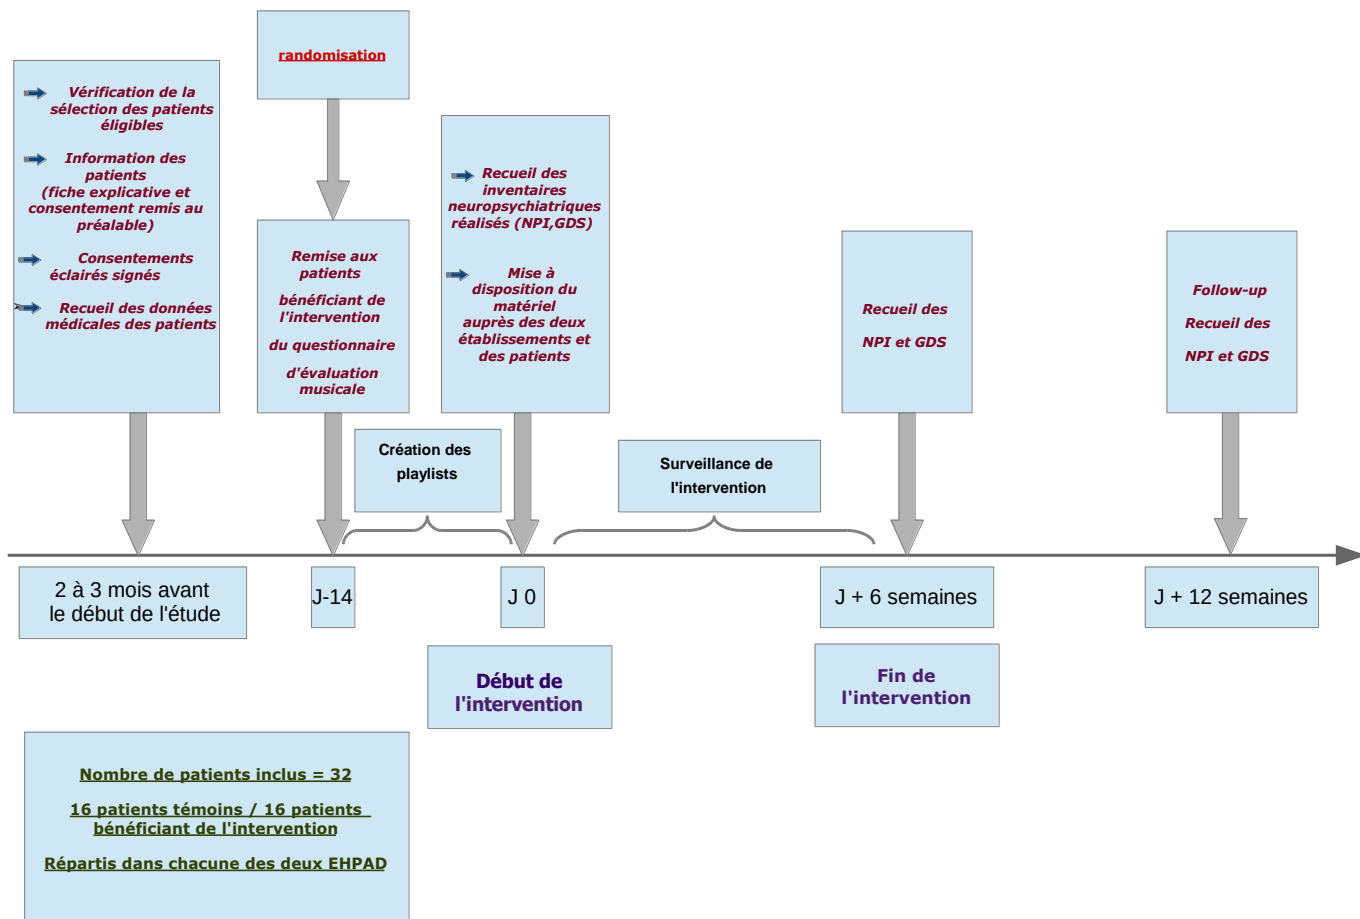 randomisation
Vérification de la
sélection des patients
éligibles
Information des
patients
(fiche explicative et
consentement remis au
préalable)
Consentements
éclairés signés
Recueil des données
médicales des patients
Remise aux
patients
bénéficiant de
l'intervention
du questionnaire
d'évaluation
musicale
Recueil des
inventaires
neuropsychiatriques
réalisés (NPI,GDS)
Mise à
disposition du
matériel
auprès des deux
établissements et
des patients
Recueil des
NPI et GDS
Follow-up
Recueil des
NPI et GDS
Création des
playlists
Surveillance de
l'intervention
2 à 3 mois avant
le début de l'étude
J-14
J 0
J + 6 semaines
J + 12 semaines
Début de
l'intervention
Fin de
l'intervention
Nombre de patients inclus = 32
16 patients témoins / 16 patients
bénéficiant de l'intervention
Répartis dans chacune des deux EHPAD